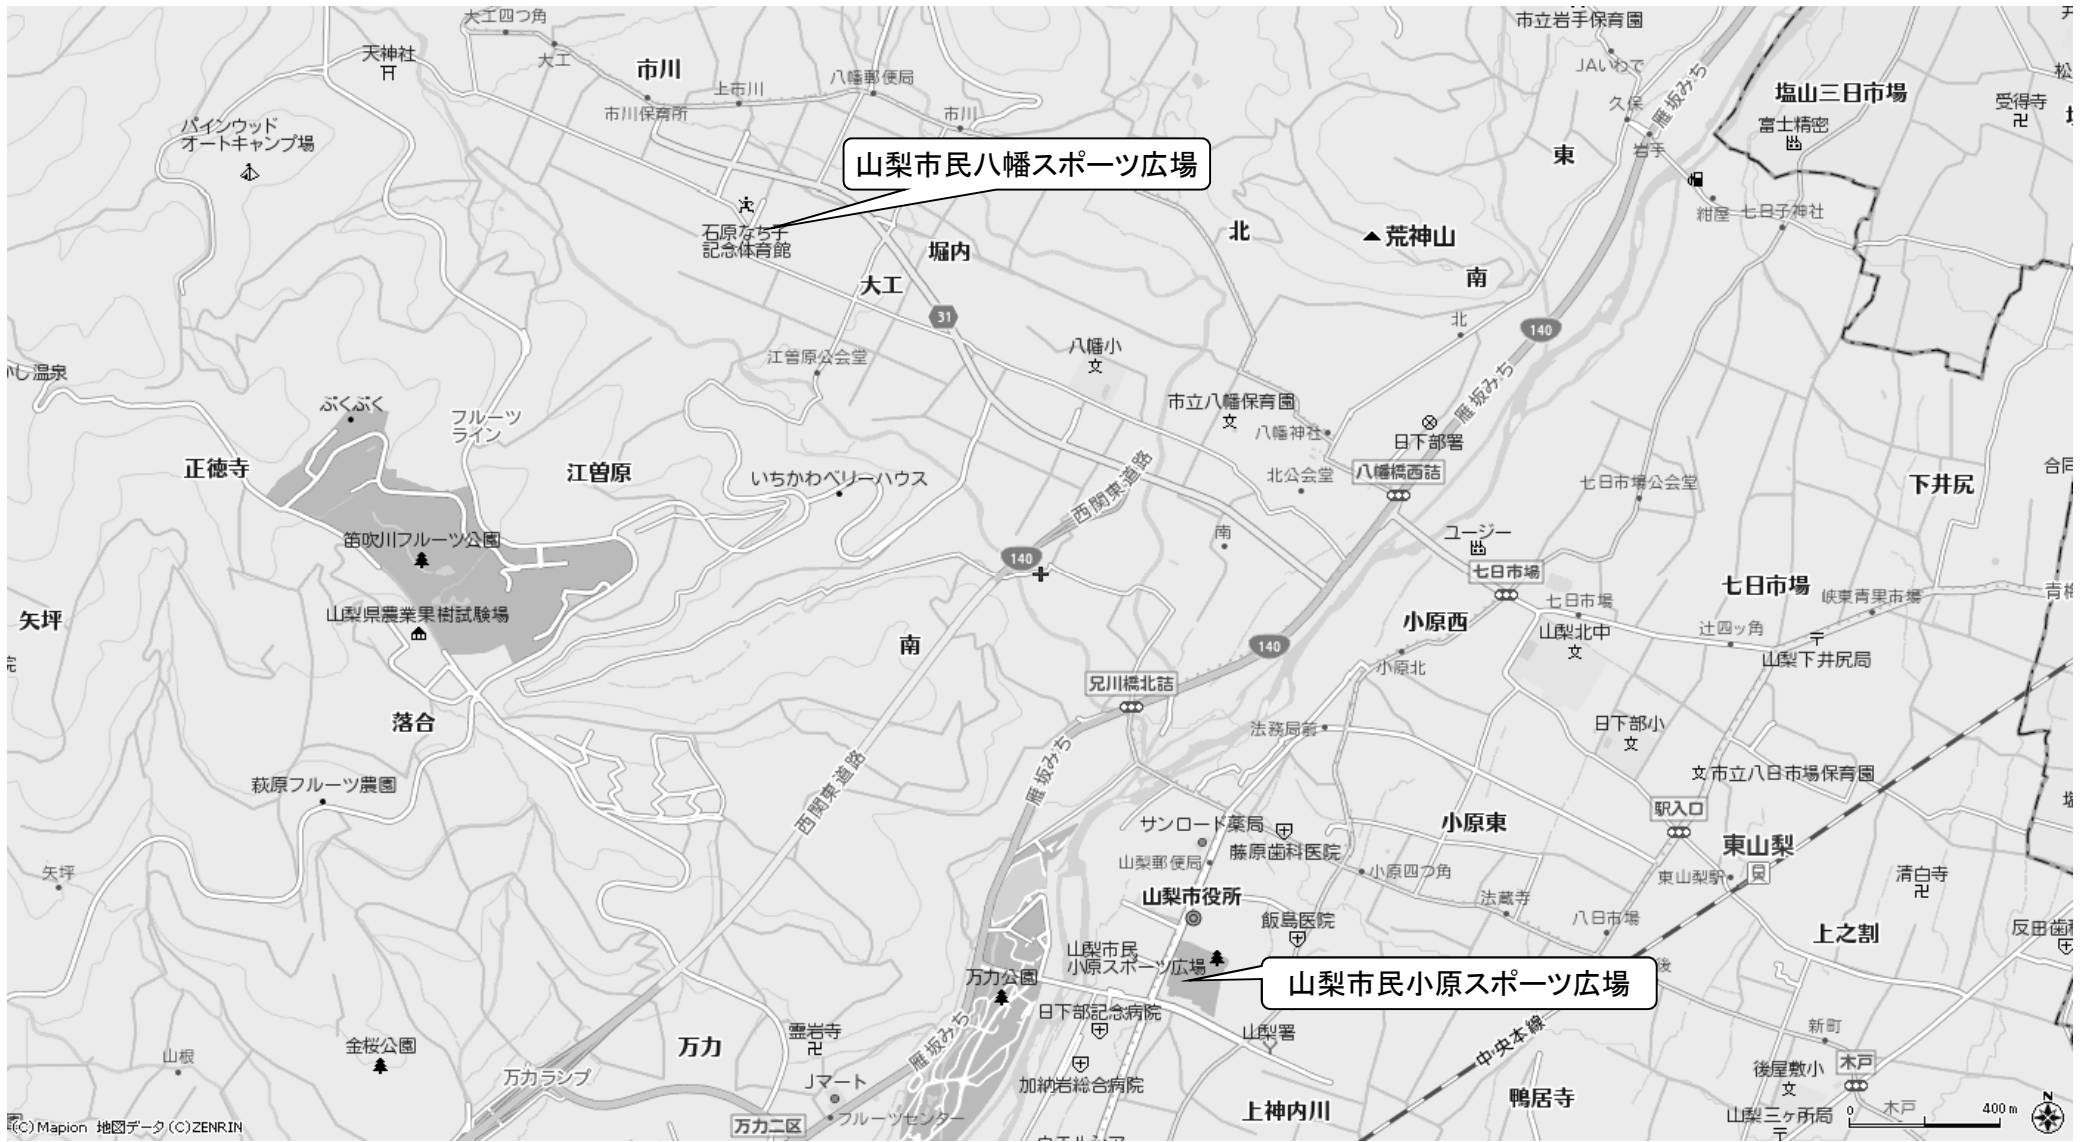 大工四つ角
市立岩手保育園
天神社
大工
市川
八幡郵便局
JAいわで
上市川
久保
雁坂みち
塩山三日市場
受得寺
市川保育所
市川
富士精密
パインウッド
オートキャンプ場
岩手
東
山梨市民八幡スポーツ広場
紺屋
七日子神社
石原なち子
記念体育館
堀内
北
荒神山
大工
南
31
北
140
江曽原公会堂
八幡小
かし温泉
雁坂みち
ぷくぷく
フルーツ
ライン
市立八幡保育園
八幡神社
日下部署
正徳寺
江曽原
いちかわベリーハウス
西関東道路
北公会堂
八幡橋西詰
七日市場公会堂
下井尻
合同
笛吹川フルーツ公園
南
ユージー
140
七日市場
七日市場
七日市場
峡東青果市場
青梅
山梨県農業果樹試験場
矢坪
南
140
小原西
山梨北中
辻四ッ角
山梨下井尻局
小原北
兄川橋北詰
落合
法務局前
日下部小
雁坂みち
萩原フルーツ農園
西関東道路
市立八日市場保育園
サンロード薬局
小原東
駅入口
藤原歯科医院
東山梨
山梨郵便局
小原四つ角
東山梨駅
清白寺
矢坪
山梨市役所
法蔵寺
飯島医院
八日市場
反田歯科
上之割
山梨市民
小原スポーツ広場
後
万力公園
山梨市民小原スポーツ広場
日下部記念病院
霊岩寺
雁坂みち
山梨署
新町
中央本線
山根
金桜公園
万力
万力ランプ
Jマート
加納岩総合病院
後屋敷小
木戸
鴨居寺
上神内川
フルーツセンター
万力二区
山梨三ヶ所局
木戸
0
400m
N
(C)Mapion 地図データ(C)ZENRIN